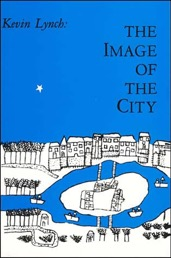 Kevin Lynch:
THE
IMAGE
OF
THE
CITY